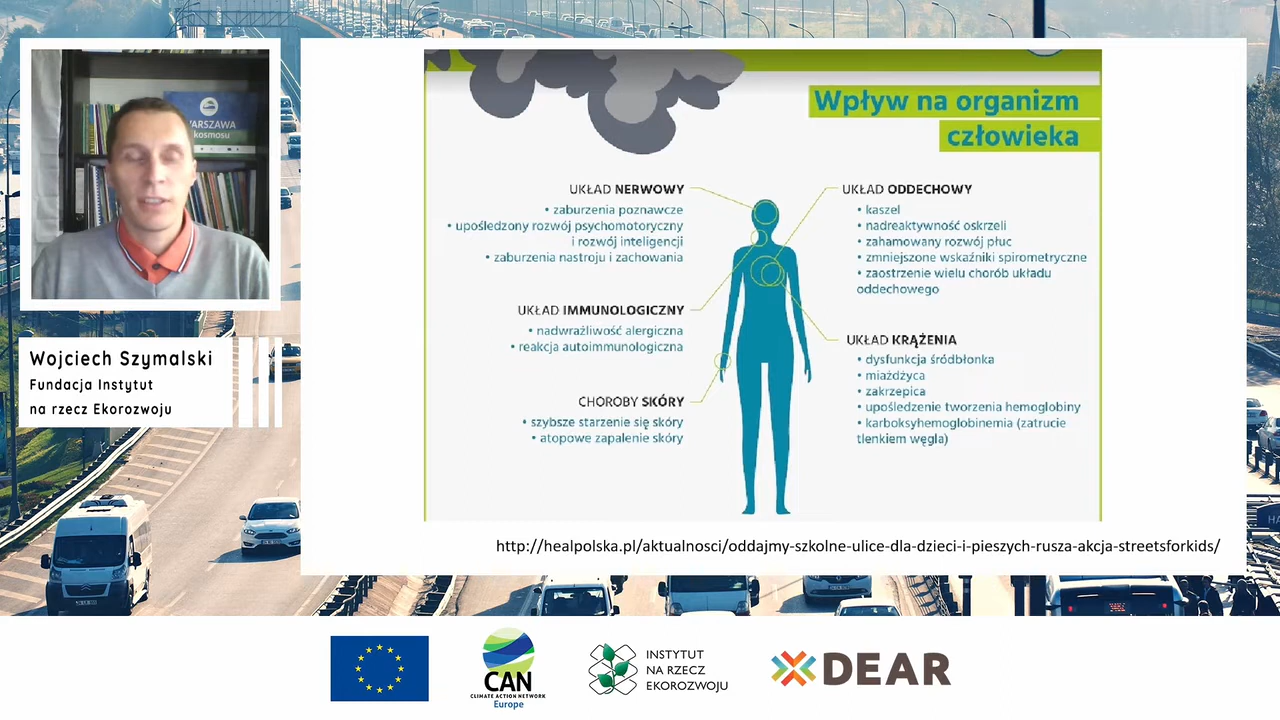 WARSZAWA
kosmosu
Wojciech Szymalski
Fundacja Instytut
na rzecz Ekorozwoju
Wpływ na organizm
człowieka
UKŁAD NERWOWY
• zaburzenia poznawcze
• upośledzony rozwój psychomotoryczny
i rozwój inteligencji
• zaburzenia nastroju i zachowania
UKŁAD IMMUNOLOGICZNY
• nadwrażliwość alergiczna
• reakcja autoimmunologiczna
CHOROBY SKÓRY
• szybsze starzenie się skóry
• atopowe zapalenie skóry
UKŁAD ODDECHOWY
• kaszel
• nadreaktywność oskrzeli
• zahamowany rozwój płuc
• zmniejszone wskaźniki spirometryczne
• zaostrzenie wielu chorób układu
oddechowego
UKŁAD KRĄŻENIA
• dysfunkcja śródbłonka
• miażdżyca
• zakrzepica
• upośledzenie tworzenia hemoglobiny
• karboksyhemoglobinemia (zatrucie
tlenkiem węgla)
http://healpolska.pl/aktualnosci/oddajmy-szkolne-ulice-dla-dzieci-i-pieszych-rusza-akcja-streetsforkids/
CAN
CLIMATE ACTION NETWORK
Europe
INSTYTUT
NA RZECZ
EKOROZWOJU
DEAR